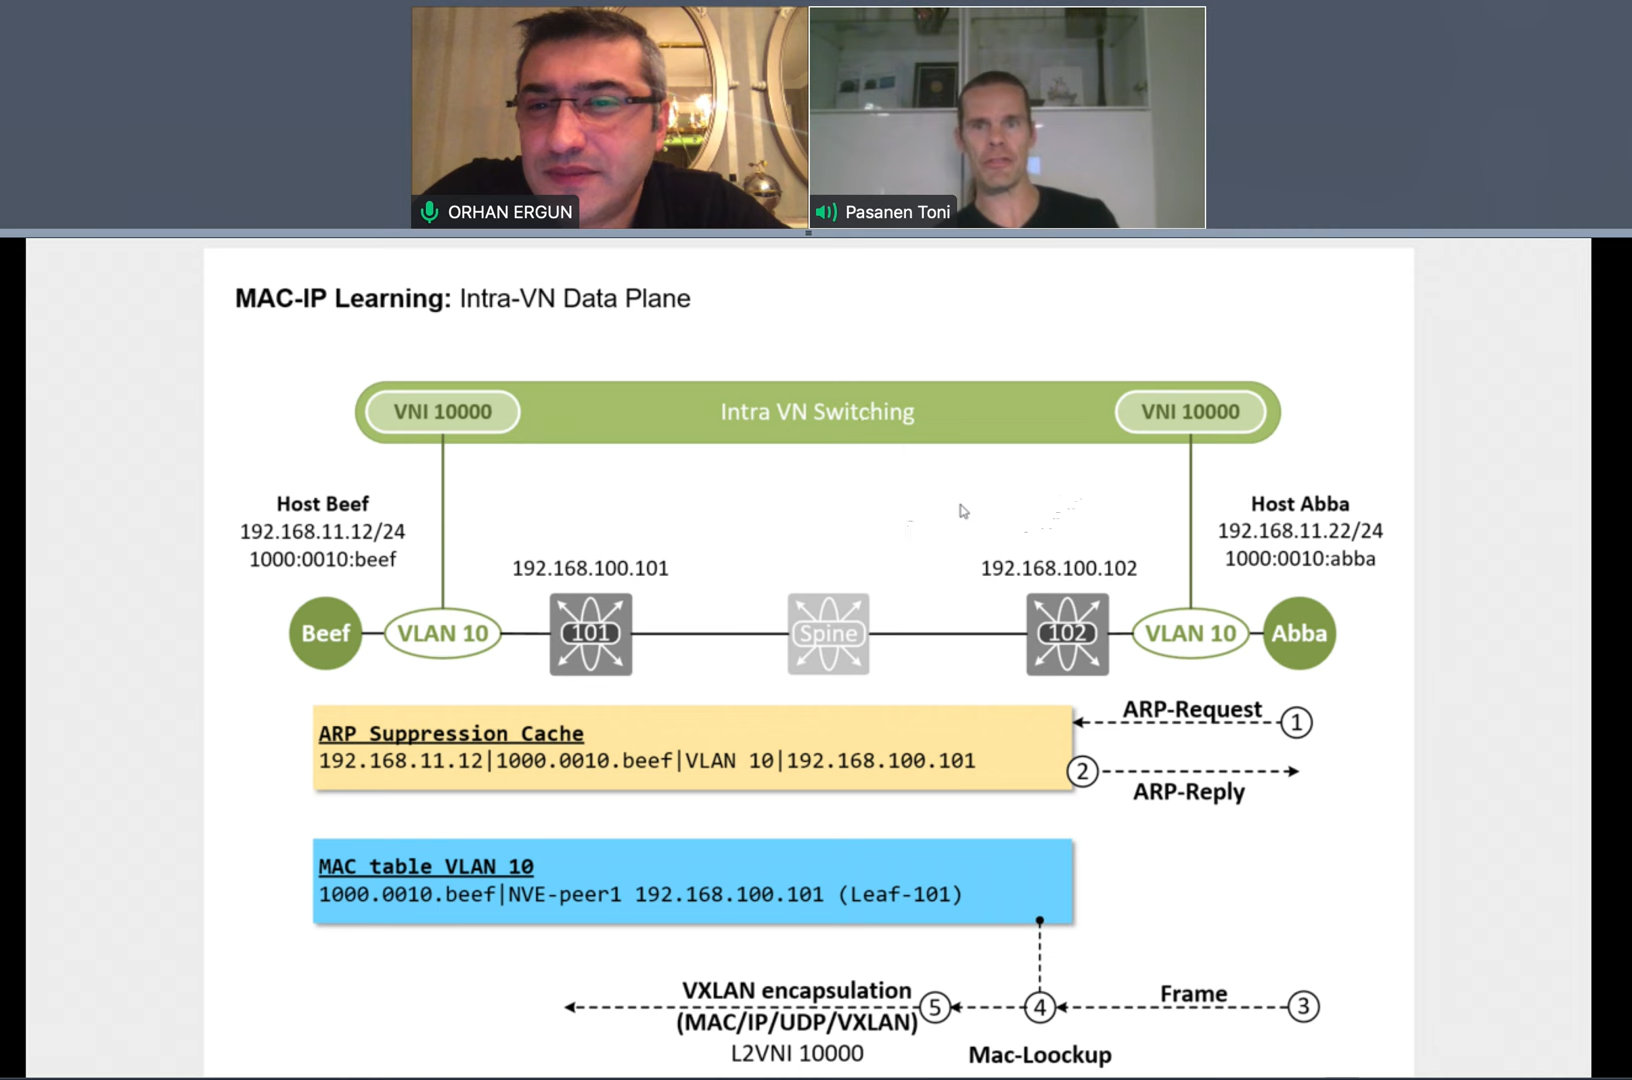 ORHAN ERGUN
Pasanen Toni
MAC-IP Learning: Intra-VN Data Plane
VNI 10000
Intra VN Switching
VNI 10000
Host Beef
192.168.11.12/24
1000:0010:beef
Host Abba
192.168.11.22/24
1000:0010:abba
192.168.100.101
192.168.100.102
Beef
VLAN 10
101
Spine
102
VLAN 10
Abba
ARP Suppression Cache
192.168.11.12|1000.0010.beef|VLAN 10|192.168.100.101
ARP-Request
1
2
ARP-Reply
MAC table VLAN 10
1000.0010.beef|NVE-peer1 192.168.100.101 (Leaf-101)
VXLAN encapsulation
(MAC/IP/UDP/VXLAN)
L2VNI 10000
5
4
Mac-Loockup
Frame
3